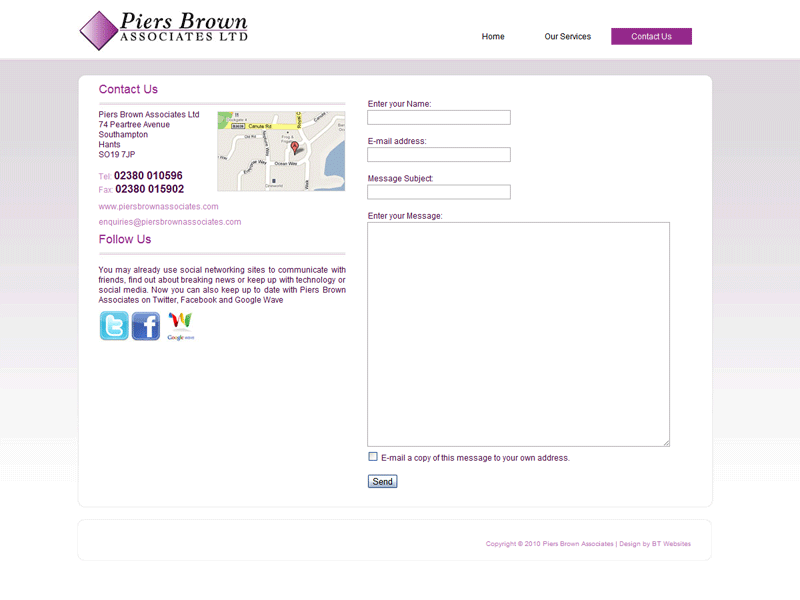 Piers Brown
ASSOCIATES LTD
Home
Our Services
Contact Us
Contact Us
Piers Brown Associates Ltd
74 Peartree Avenue
Southampton
Hants
SO19 7JP
Canute Rd
Ocean Way
Tel: 02380 010596
Fax: 02380 015902
www.piersbrownassociates.com
enquiries@piersbrownassociates.com
Follow Us
You may already use social networking sites to communicate with
friends, find out about breaking news or keep up with technology or
social media. Now you can also keep up to date with Piers Brown
Associates on Twitter, Facebook and Google Wave
Google wave
Enter your Name:
E-mail address:
Message Subject:
Enter your Message:
E-mail a copy of this message to your own address.
Send
Copyright © 2010 Piers Brown Associates | Design by BT Websites